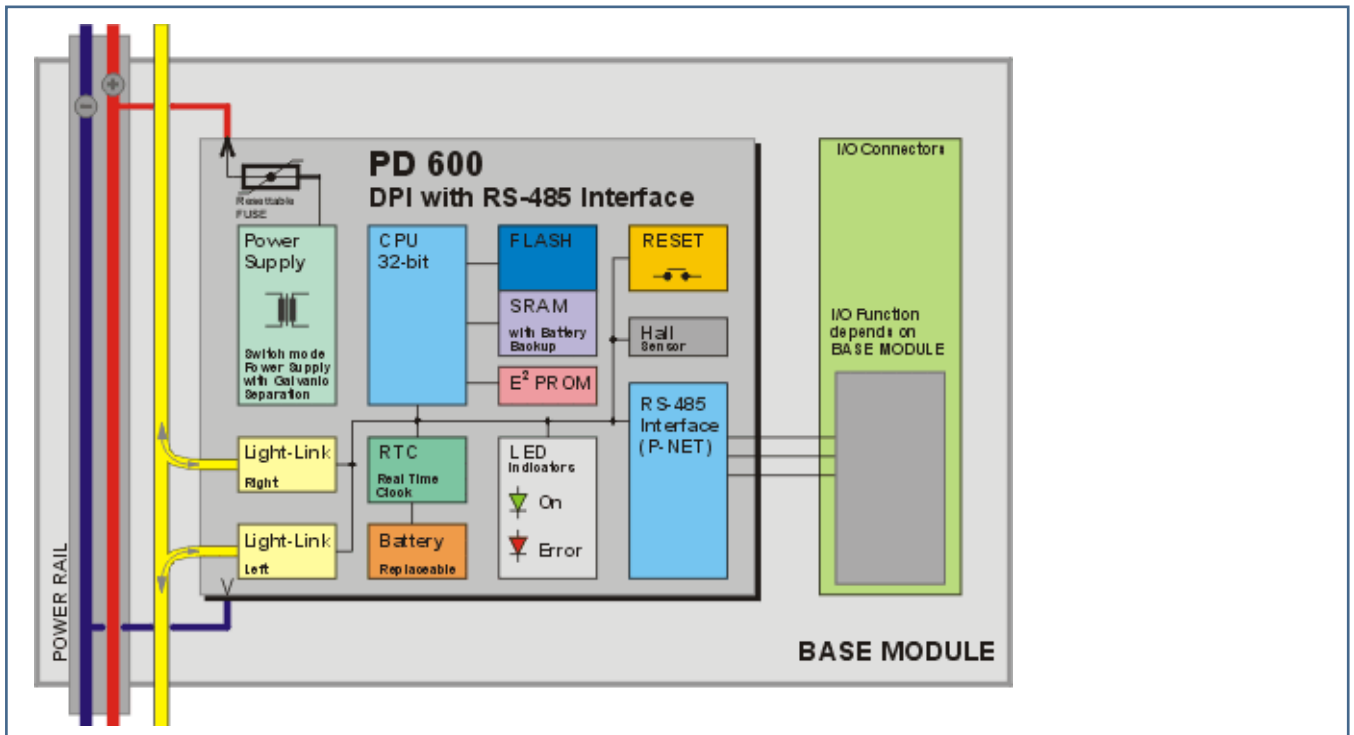 +
−
PD 600
DPI with RS-485 Interface
Resettable
FUSE
Power
Supply
Switch mode
Power Supply
with Galvanic
Separation
CPU
32-bit
FLASH
SRAM
with Battery
Backup
E² PROM
RESET
Hall
Sensor
RS-485
Interface
(P-NET)
Light-Link
Right
Light-Link
Left
RTC
Real Time
Clock
Battery
Replaceable
LED
Indicators
On
Error
I/O Connectors
I/O Function
depends on
BASE MODULE
POWER RAIL
BASE MODULE